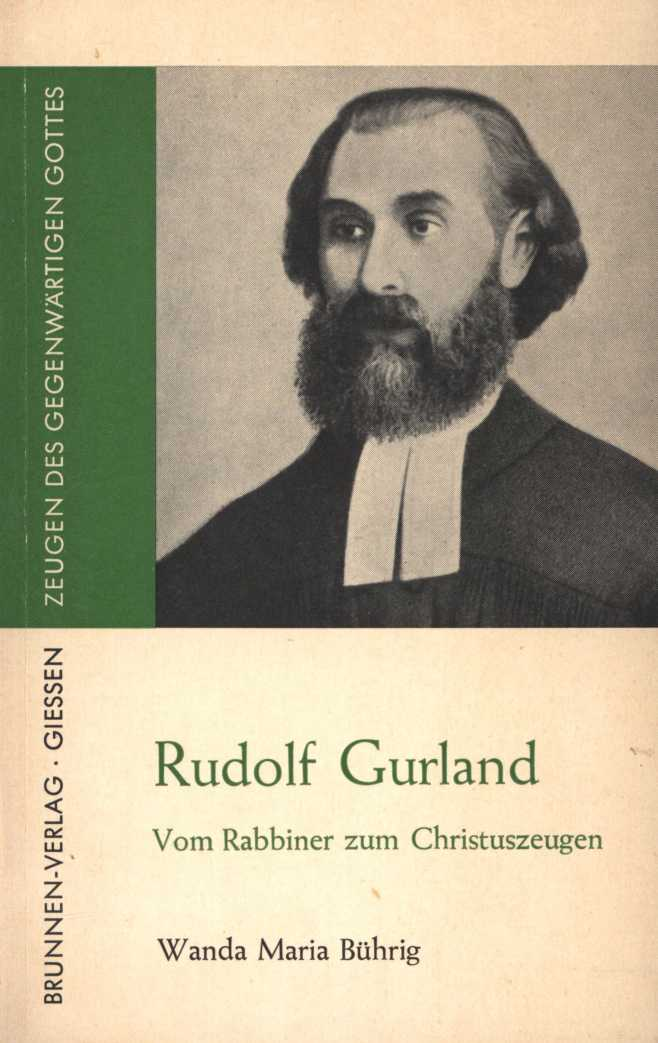 ZEUGEN DES GEGENWÄRTIGEN GOTTES
BRUNNEN-VERLAG · GIESSEN
Rudolf Gurland
Vom Rabbiner zum Christuszeugen
Wanda Maria Bührig